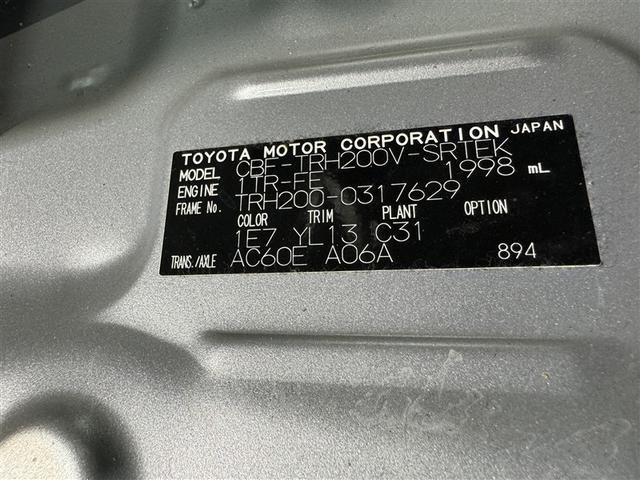 TOYOTA MOTOR CORPORATION JAPAN
MODEL CBF-TRH200V-SRTEK
ENGINE 1TR-FE 1998 mL
FRAME No. TRH200-0317629
COLOR TRIM PLANT OPTION
1E7 YL13 C31
TRANS./AXLE AC60E A06A 894